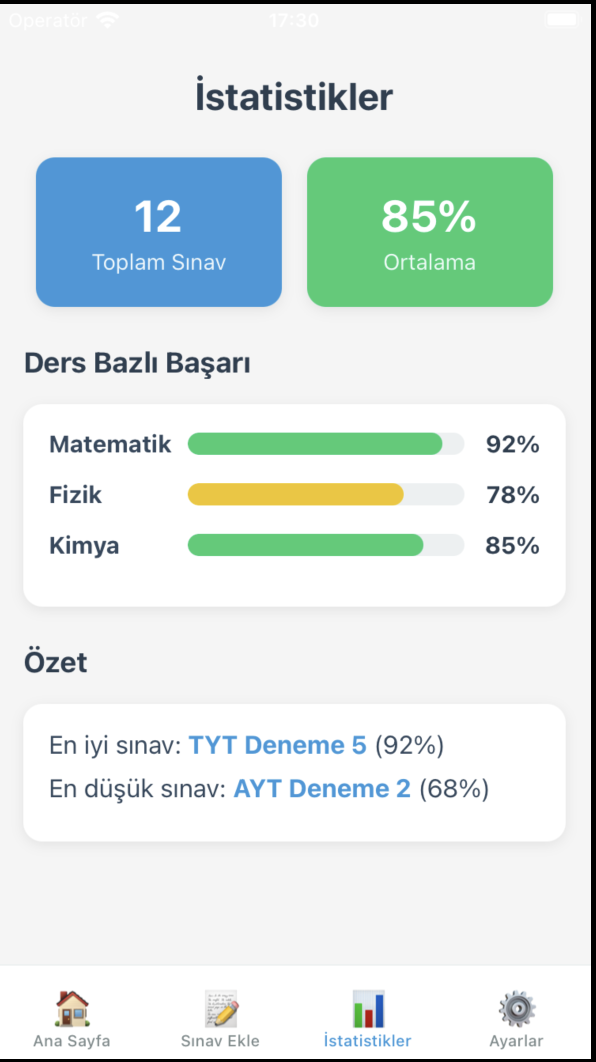 Operatör 17:30
İstatistikler
12
Toplam Sınav
85%
Ortalama
Ders Bazlı Başarı
Matematik 92%
Fizik 78%
Kimya 85%
Özet
En iyi sınav: TYT Deneme 5 (92%)
En düşük sınav: AYT Deneme 2 (68%)
Ana Sayfa Sınav Ekle İstatistikler Ayarlar